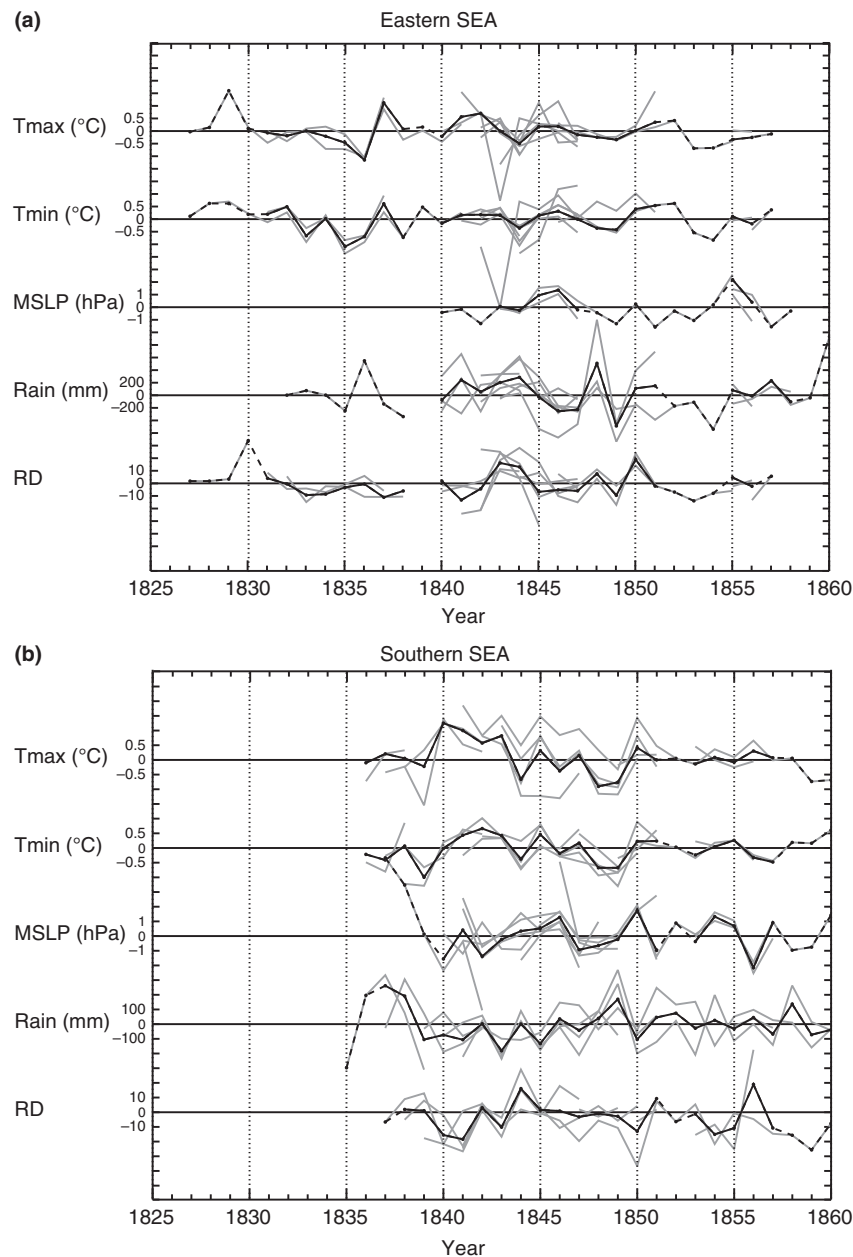 (a) Eastern SEA
Tmax (°C) 0.5
0
−0.5
Tmin (°C) 0.5
0
−0.5
MSLP (hPa) 1
0
−1
Rain (mm) 200
0
−200
RD 10
0
−10
1825 1830 1835 1840 1845 1850 1855 1860
Year
(b) Southern SEA
Tmax (°C) 0.5
0
−0.5
Tmin (°C) 0.5
0
−0.5
MSLP (hPa) 1
0
−1
Rain (mm) 100
0
−100
RD 10
0
−10
1825 1830 1835 1840 1845 1850 1855 1860
Year